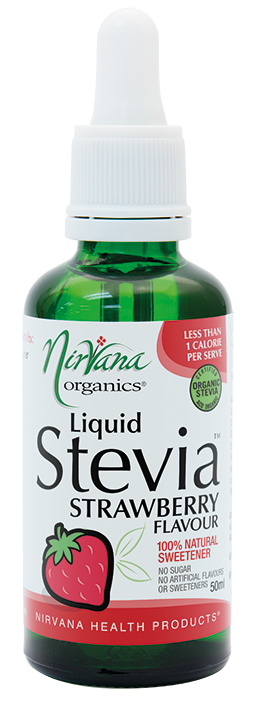 LESS THAN
1 CALORIE
PER SERVE
Nirvana
organics®
CERTIFIED
ORGANIC
STEVIA
Liquid
Stevia™
STRAWBERRY
FLAVOUR
100% NATURAL
SWEETENER
NO SUGAR
NO ARTIFICIAL FLAVOURS
OR SWEETENERS
50ml
NIRVANA HEALTH PRODUCTS®